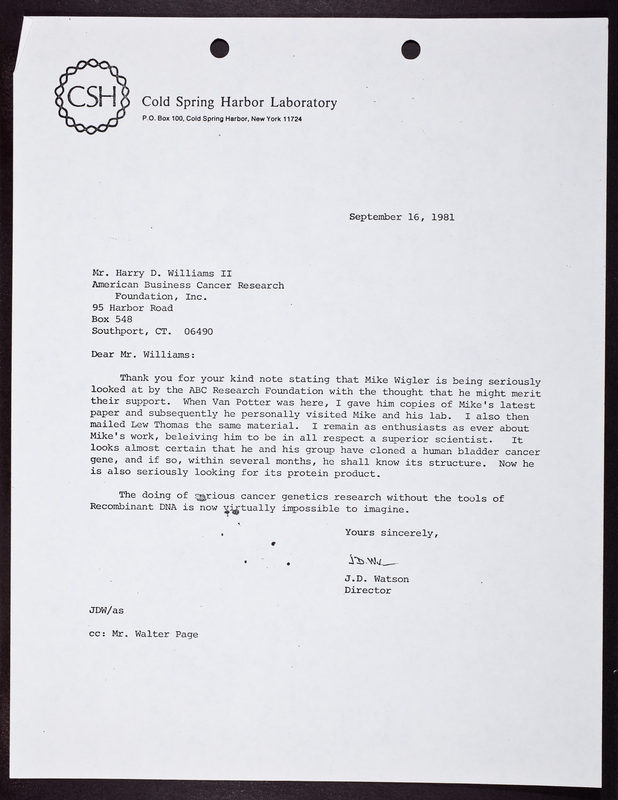 CSH
Cold Spring Harbor Laboratory
P.O. Box 100, Cold Spring Harbor, New York 11724
September 16, 1981
Mr. Harry D. Williams II
American Business Cancer Research
Foundation, Inc.
95 Harbor Road
Box 548
Southport, CT. 06490
Dear Mr. Williams:
Thank you for your kind note stating that Mike Wigler is being seriously
looked at by the ABC Research Foundation with the thought that he might merit
their support. When Van Potter was here, I gave him copies of Mike's latest
paper and subsequently he personally visited Mike and his lab. I also then
mailed Lew Thomas the same material. I remain as enthusiasts as ever about
Mike's work, beleiving him to be in all respect a superior scientist. It
looks almost certain that he and his group have cloned a human bladder cancer
gene, and if so, within several months, he shall know its structure. Now he
is also seriously looking for its protein product.
The doing of serious cancer genetics research without the tools of
Recombinant DNA is now virtually impossible to imagine.
Yours sincerely,
J.D. Watson
Director
JDW/as
cc: Mr. Walter Page